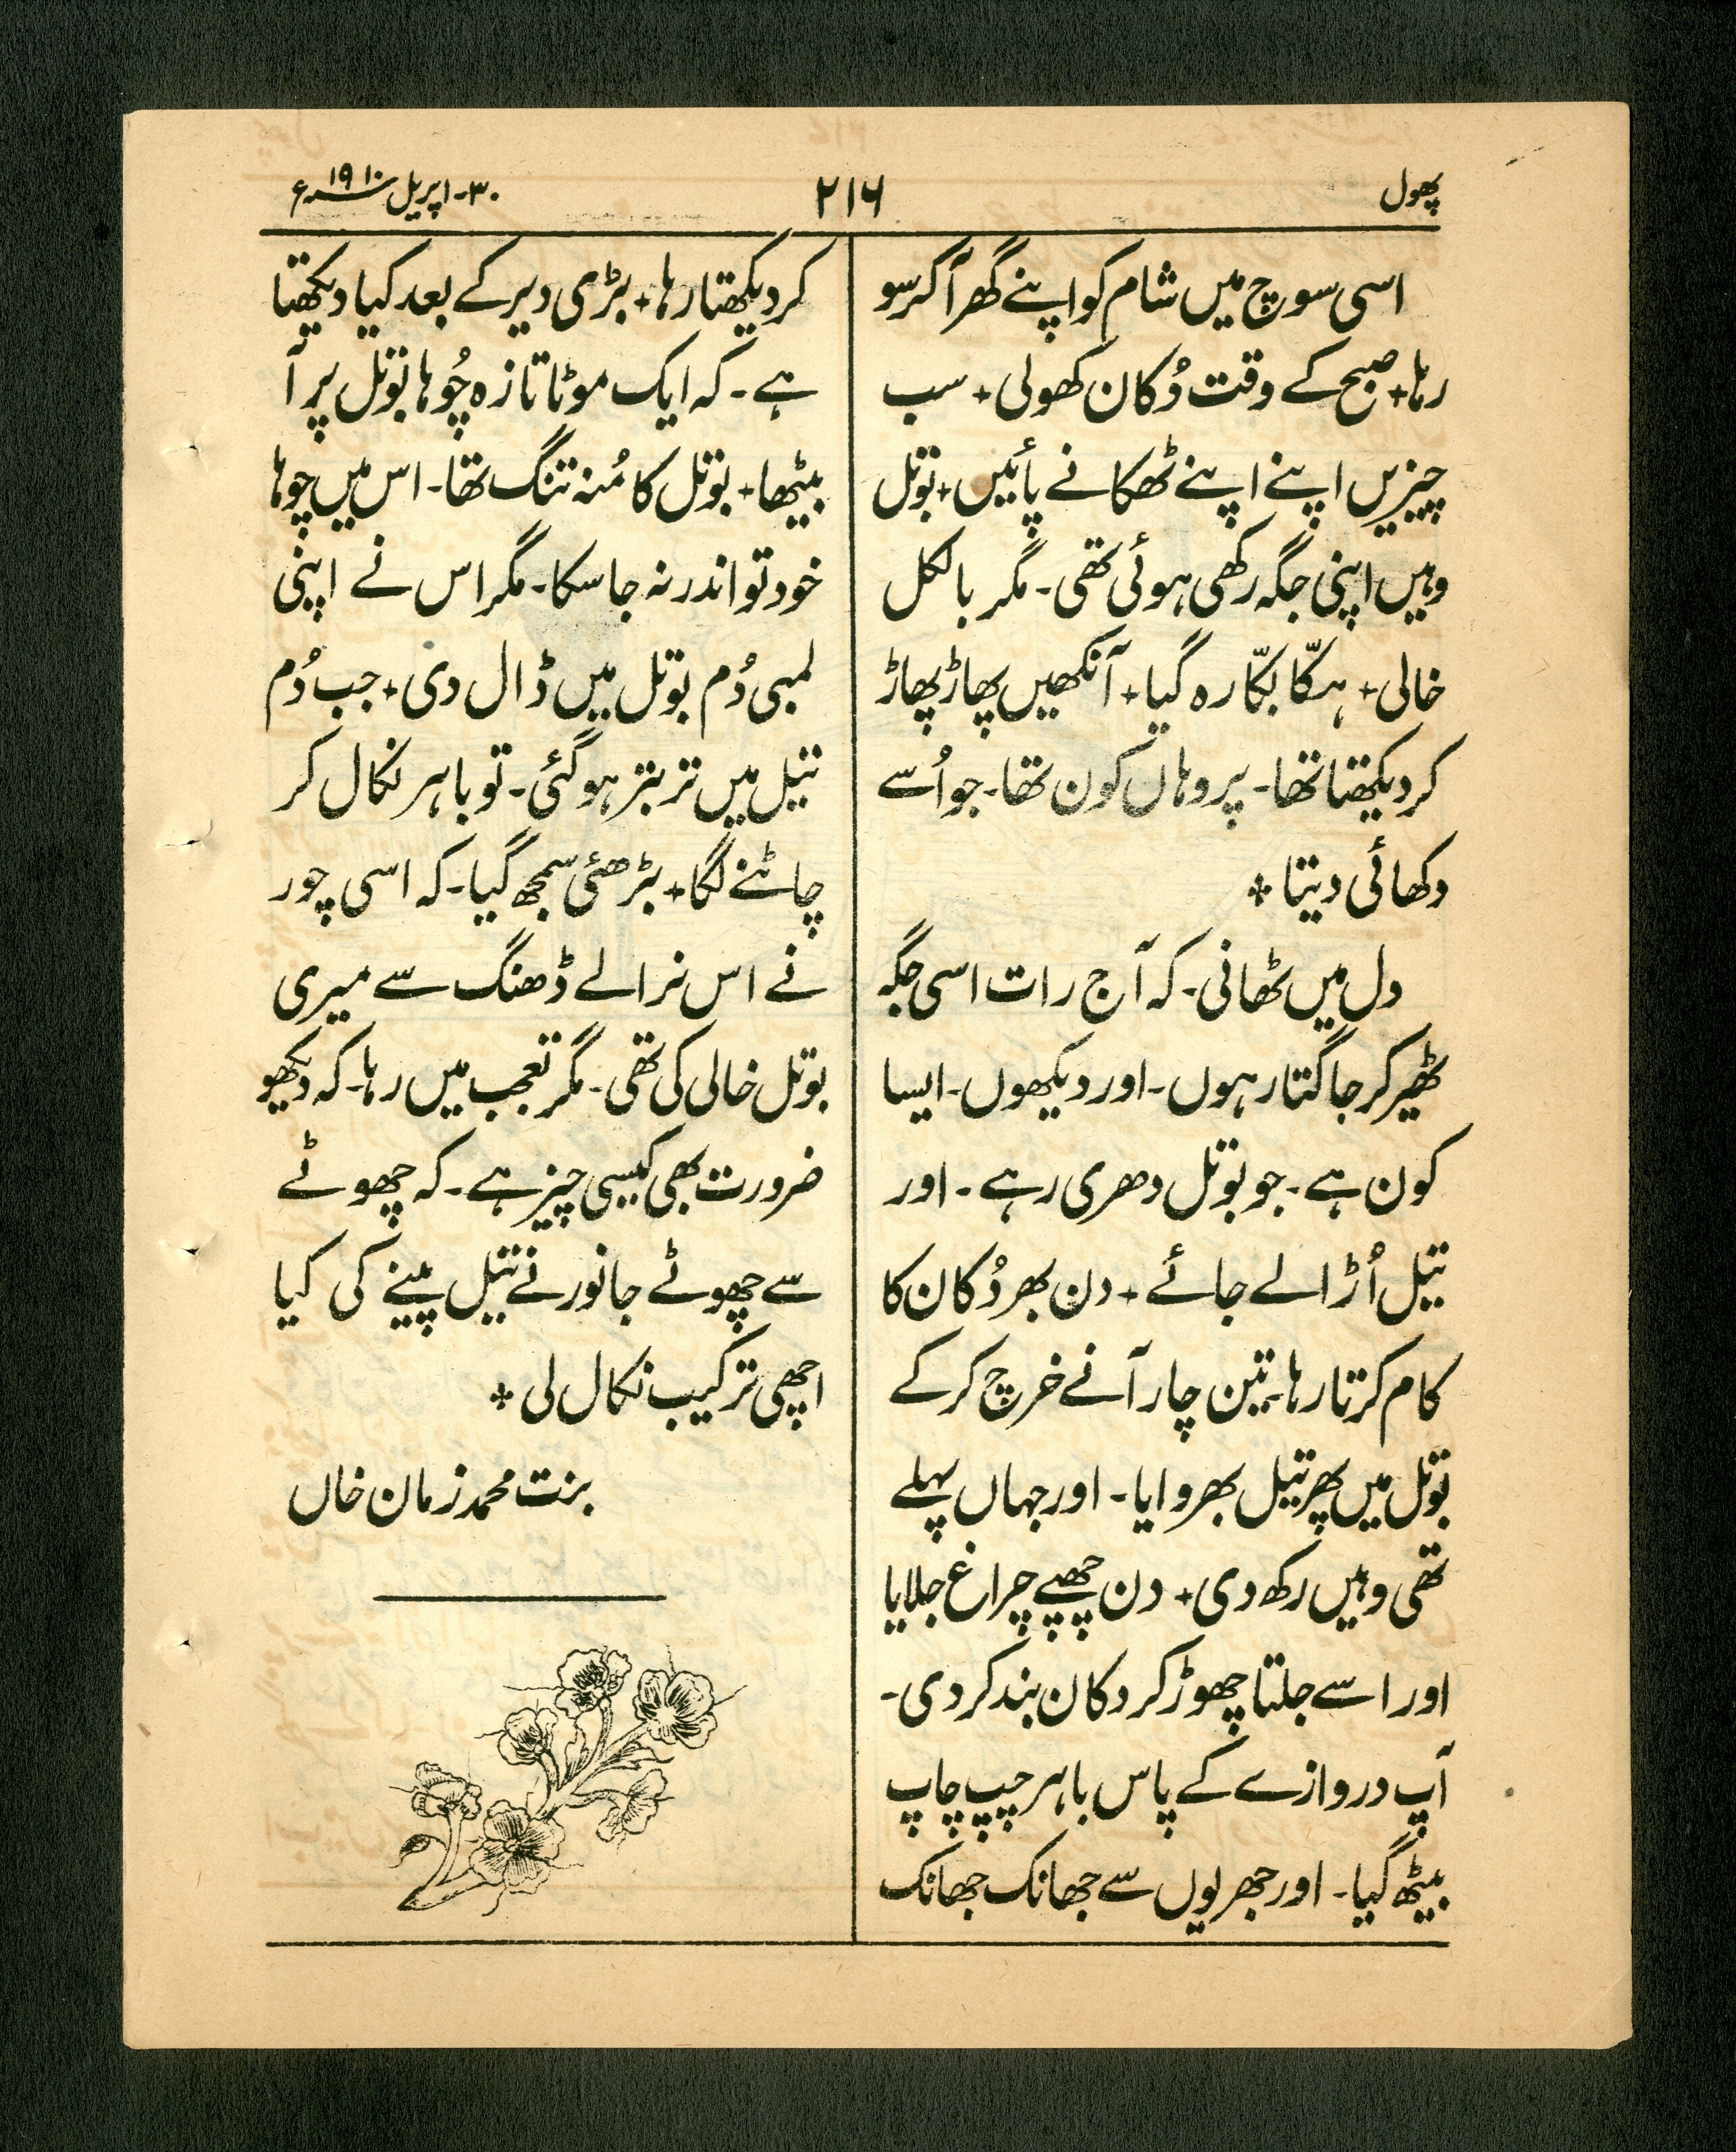 پھول
۲۱۶
۳۰-اپریل ۱۹۱۰ء
اسی سوچ میں شام کو اپنے گھر آکر سو
رہا+ صبح کے وقت دُکان کھولی+ سب
چیزیں اپنے اپنے ٹھکانے پائیں+ بوتل
وہیں اپنی جگہ رکھی ہوئی تھی۔ مگر بالکل
خالی+ ہکّا بکّا رہ گیا+ آنکھیں پھاڑ پھاڑ
کر دیکھتا تھا۔ پر وہاں کون تھا۔ جو اُسے
دکھائی دیتا ÷
دل میں ٹھانی۔ کہ آج رات اسی جگہ
ٹھیر کر جاگتا رہوں۔ اور دیکھوں۔ ایسا
کون ہے۔ جو بوتل دھری رہے۔ اور
تیل اُڑا لے جائے+ دن بھر دُکان کا
کام کرتا رہا+ تین چار آنے خرچ کرکے
بوتل میں پھر تیل بھروایا۔ اور جہاں پہلے
تھی وہیں رکھ دی+ دن چھپے چراغ جلایا
اور اسے جلتا چھوڑ کر دکان بند کر دی۔
آپ دروازے کے پاس باہر چپ چاپ
بیٹھ گیا۔ اور جھریوں سے جھانک جھانک
کر دیکھتا رہا+ بڑی دیر کے بعد کیا دیکھتا
ہے۔ کہ ایک موٹا تازہ چُوہا بوتل پر آ
بیٹھا+ بوتل کا مُنہ تنگ تھا۔ اس میں چوہا
خود تو اندر نہ جا سکا۔ مگر اس نے اپنی
لمبی دُم بوتل میں ڈال دی+ جب دُم
تیل میں تربتر ہو گئی۔ تو باہر نکال کر
چاٹنے لگا+ بڑھئی سمجھ گیا۔ کہ اسی چور
نے اس نرالے ڈھنگ سے میری
بوتل خالی کی تھی۔ مگر تعجب میں رہا۔ کہ دیکھو
ضرورت بھی کیسی چیز ہے۔ کہ چھوٹے
سے چھوٹے جانور نے تیل پینے کی کیا
اچھی ترکیب نکال لی ÷
بنت محمد زمان خاں